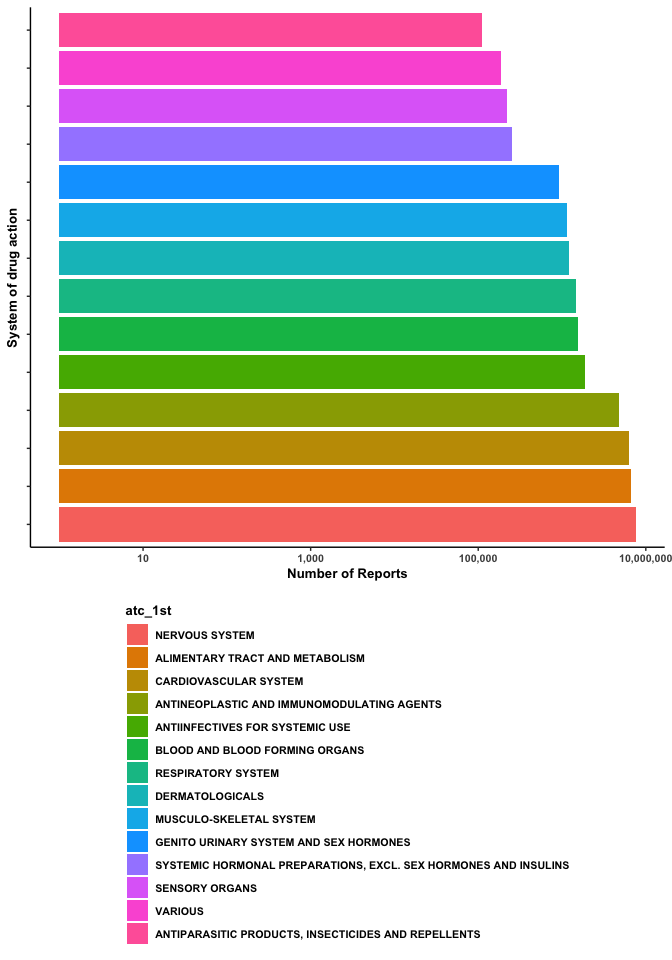 System of drug action
10
1,000
100,000
10,000,000
Number of Reports
atc_1st
NERVOUS SYSTEM
ALIMENTARY TRACT AND METABOLISM
CARDIOVASCULAR SYSTEM
ANTINEOPLASTIC AND IMMUNOMODULATING AGENTS
ANTIINFECTIVES FOR SYSTEMIC USE
BLOOD AND BLOOD FORMING ORGANS
RESPIRATORY SYSTEM
DERMATOLOGICALS
MUSCULO-SKELETAL SYSTEM
GENITO URINARY SYSTEM AND SEX HORMONES
SYSTEMIC HORMONAL PREPARATIONS, EXCL. SEX HORMONES AND INSULINS
SENSORY ORGANS
VARIOUS
ANTIPARASITIC PRODUCTS, INSECTICIDES AND REPELLENTS